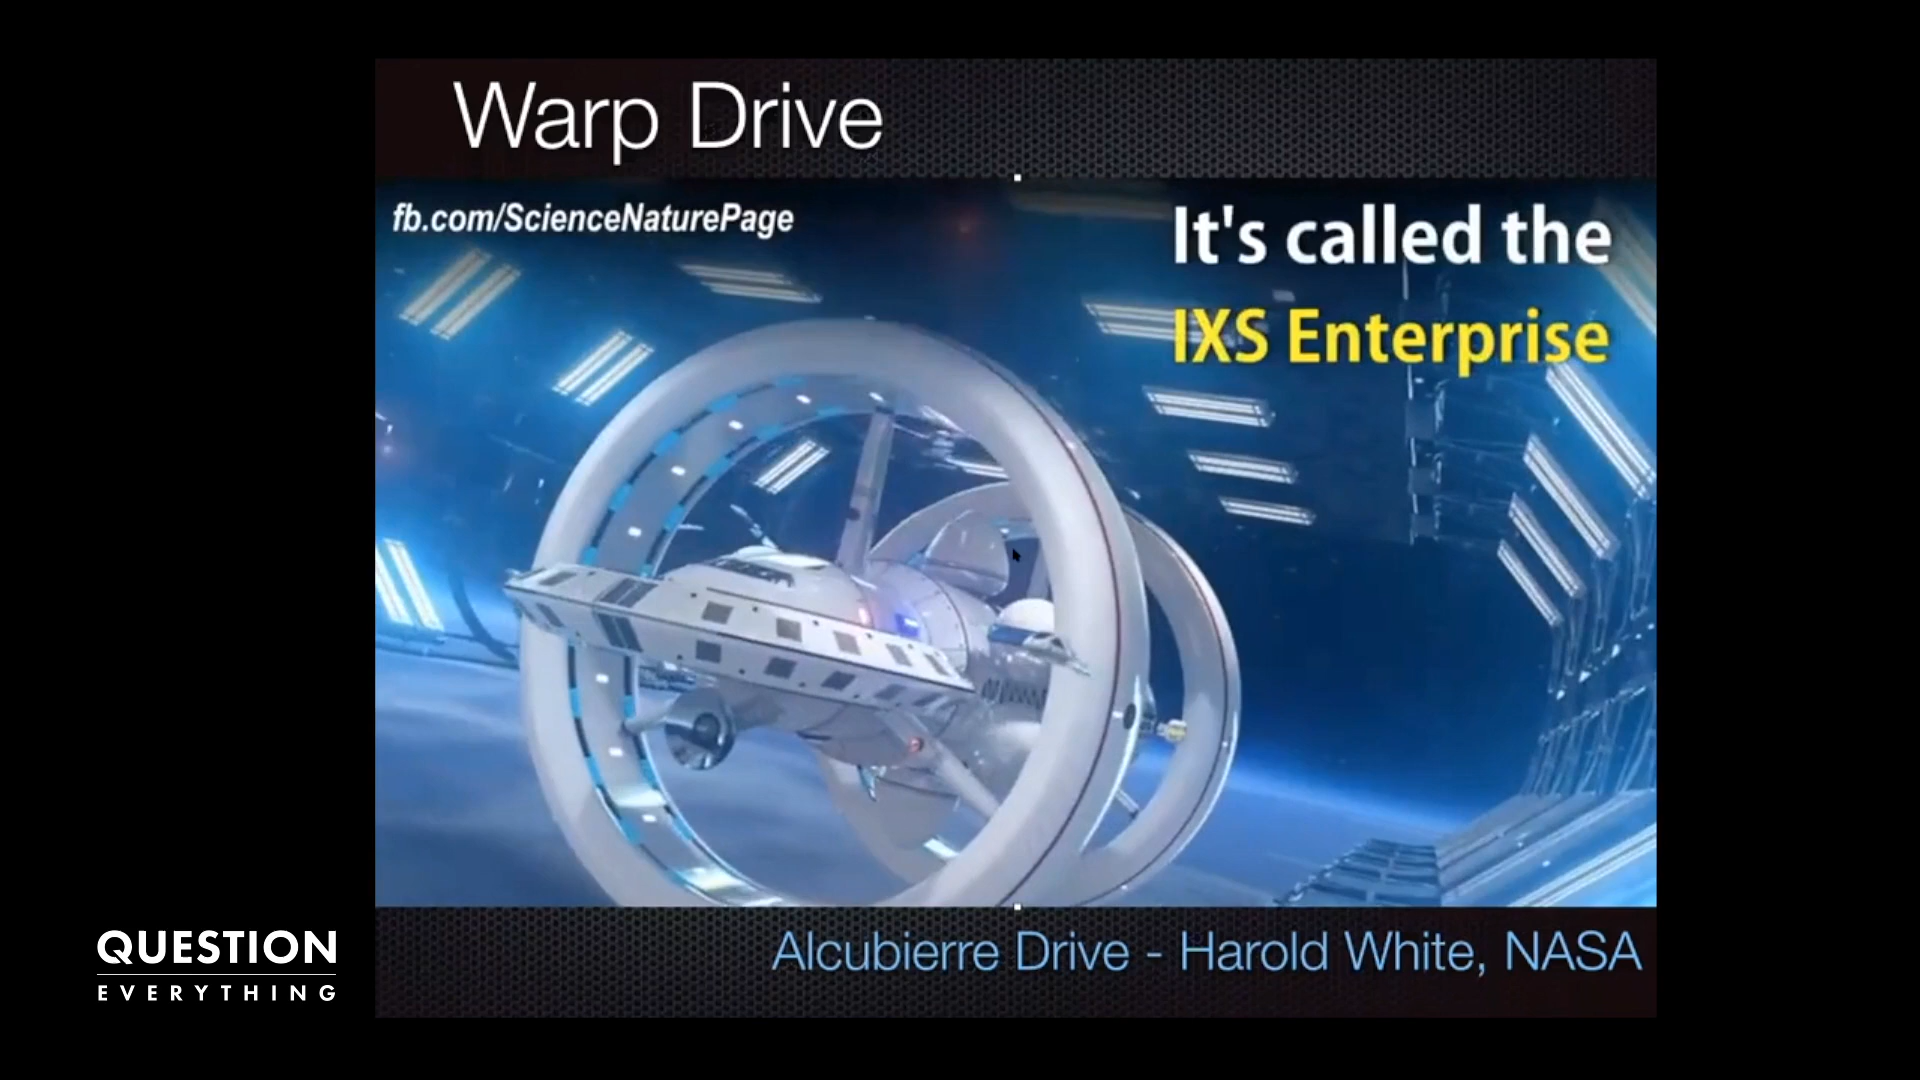 Warp Drive
fb.com/ScienceNaturePage
It's called the
IXS Enterprise
Alcubierre Drive - Harold White, NASA
QUESTION
EVERYTHING